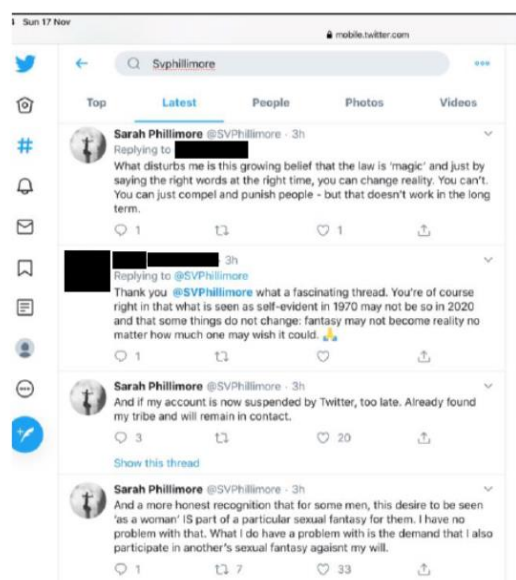 Sun 17 Nov
mobile.twitter.com
Svphillimore
Top Latest People Photos Videos
Sarah Phillimore @SVPhillimore · 3h
Replying to
What disturbs me is this growing belief that the law is 'magic' and just by
saying the right words at the right time, you can change reality. You can't.
You can just compel and punish people - but that doesn't work in the long
term.
1 1
3h
Replying to @SVPhillimore
Thank you @SVPhillimore what a fascinating thread. You're of course
right in that what is seen as self-evident in 1970 may not be so in 2020
and that some things do not change: fantasy may not become reality no
matter how much one may wish it could. 🙏
1
Sarah Phillimore @SVPhillimore · 3h
And if my account is now suspended by Twitter, too late. Already found
my tribe and will remain in contact.
3 20
Show this thread
Sarah Phillimore @SVPhillimore · 3h
And a more honest recognition that for some men, this desire to be seen
'as a woman' IS part of a particular sexual fantasy for them. I have no
problem with that. What I do have a problem with is the demand that I also
participate in another's sexual fantasy agaisnt my will.
1 7 33